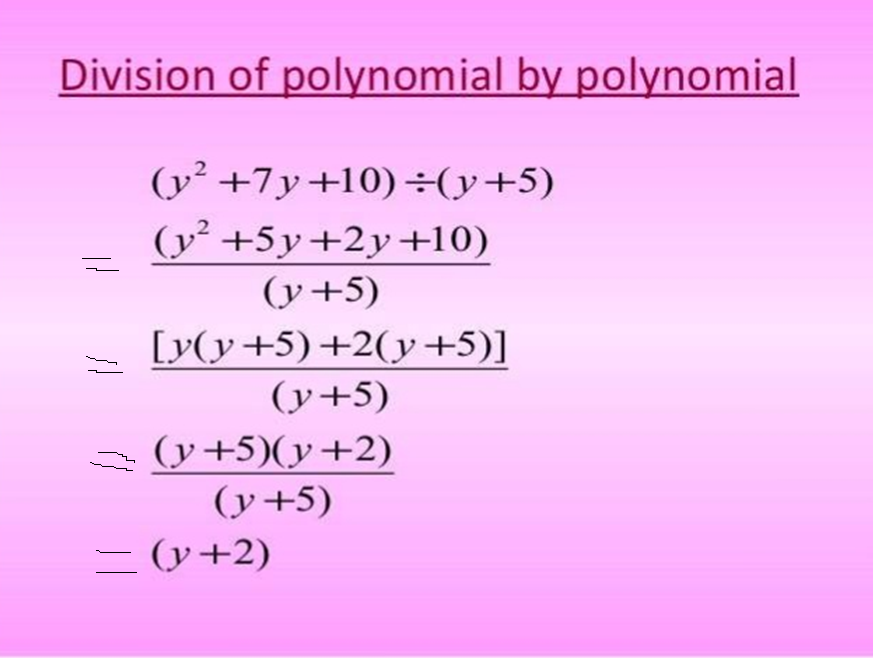 Division of polynomial by polynomial
(y² +7y+10) ÷(y+5)
= (y² +5y+2y+10)
(y+5)
= [y(y+5)+2(y+5)]
(y+5)
= (y+5)(y+2)
(y+5)
= (y+2)